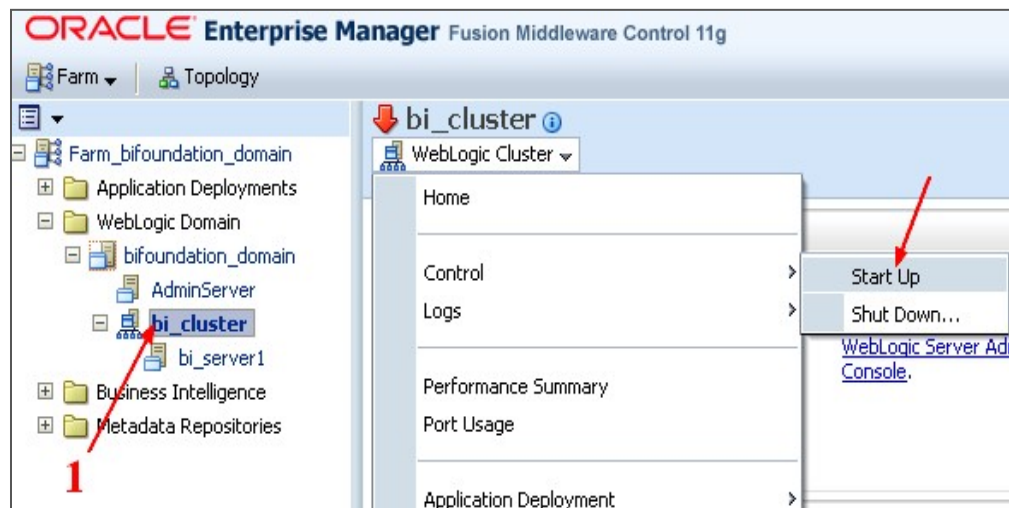 ORACLE Enterprise Manager Fusion Middleware Control 11g
Farm
Topology
Farm_bifoundation_domain
Application Deployments
WebLogic Domain
bifoundation_domain
AdminServer
bi_cluster
bi_server1
Business Intelligence
Metadata Repositories
1
bi_cluster
WebLogic Cluster
Home
Control
Logs
Performance Summary
Port Usage
Application Deployment
Start Up
Shut Down...
WebLogic Server Ad
Console.